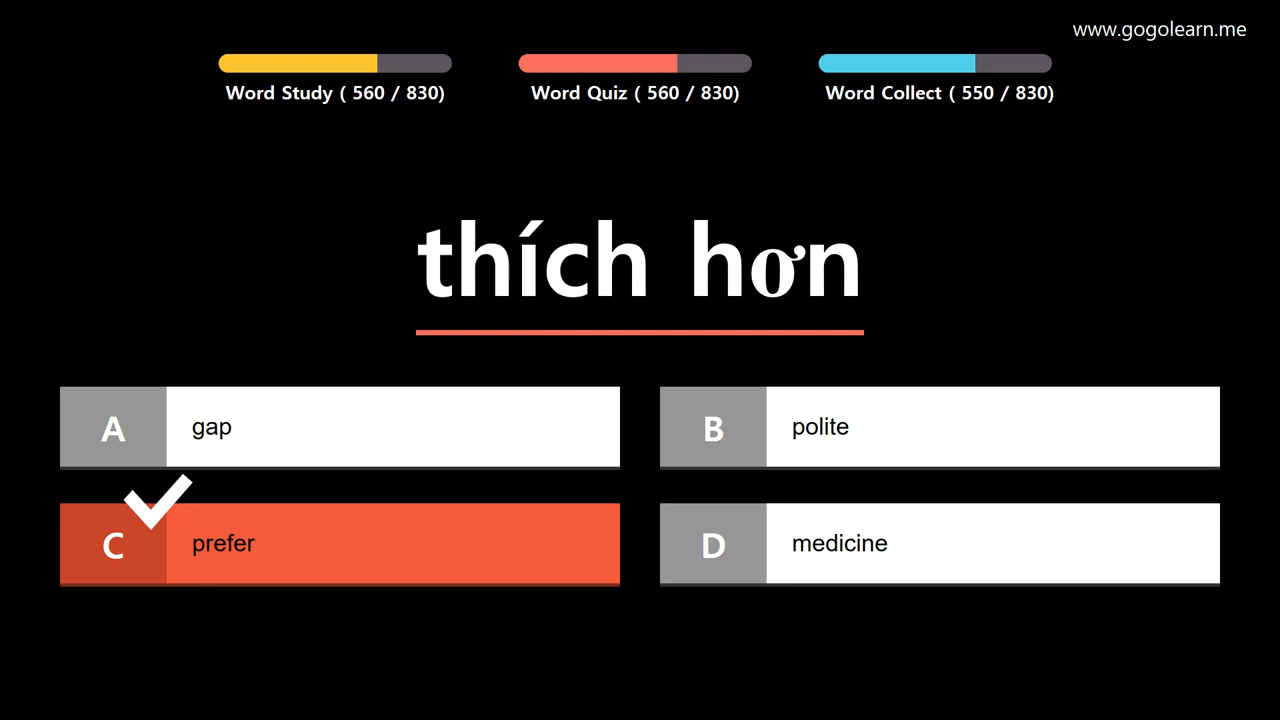 www.gogolearn.me
Word Study ( 560 / 830)
Word Quiz ( 560 / 830)
Word Collect ( 550 / 830)
thích hơn
A
gap
B
polite
C
prefer
D
medicine